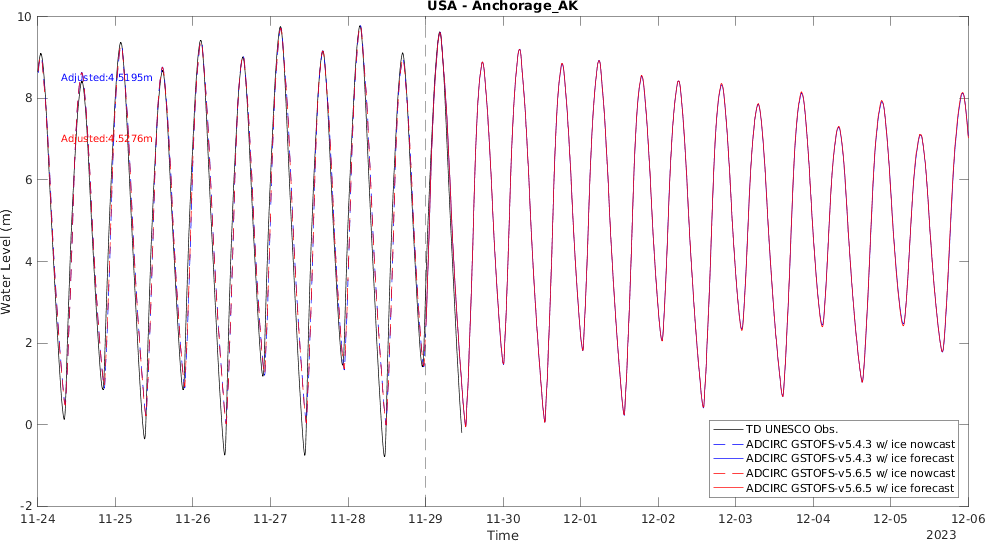 USA - Anchorage_AK
10
8
6
4
2
0
-2
Water Level (m)
Adjusted:4.5195m
Adjusted:4.5276m
TD UNESCO Obs.
ADCIRC GSTOFS-v5.4.3 w/ ice nowcast
ADCIRC GSTOFS-v5.4.3 w/ ice forecast
ADCIRC GSTOFS-v5.6.5 w/ ice nowcast
ADCIRC GSTOFS-v5.6.5 w/ ice forecast
11-24 11-25 11-26 11-27 11-28 11-29 11-30 12-01 12-02 12-03 12-04 12-05 12-06
Time
2023